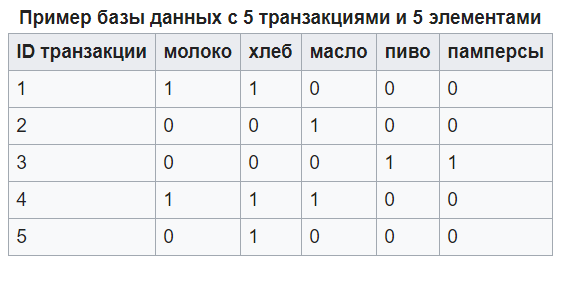 Пример базы данных с 5 транзакциями и 5 элементами
ID транзакции молоко хлеб масло пиво памперсы
1 1 1 0 0 0
2 0 0 1 0 0
3 0 0 0 1 1
4 1 1 1 0 0
5 0 1 0 0 0